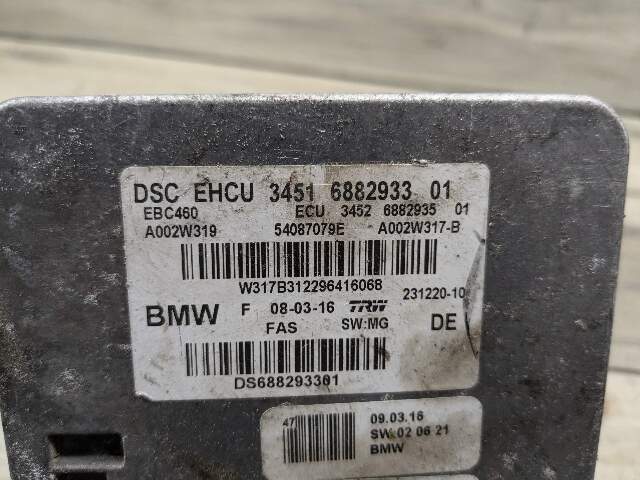 DSC EHCU 3451 6882933 01
EBC460 ECU 3452 6882935 01
A002W319 54087079E A002W317-B
W317B312296416068
BMW F 08-03-16 TRW 231220-10
FAS SW:MG DE
DS688293301
47 09.03.16
SW:02 06 21
BMW